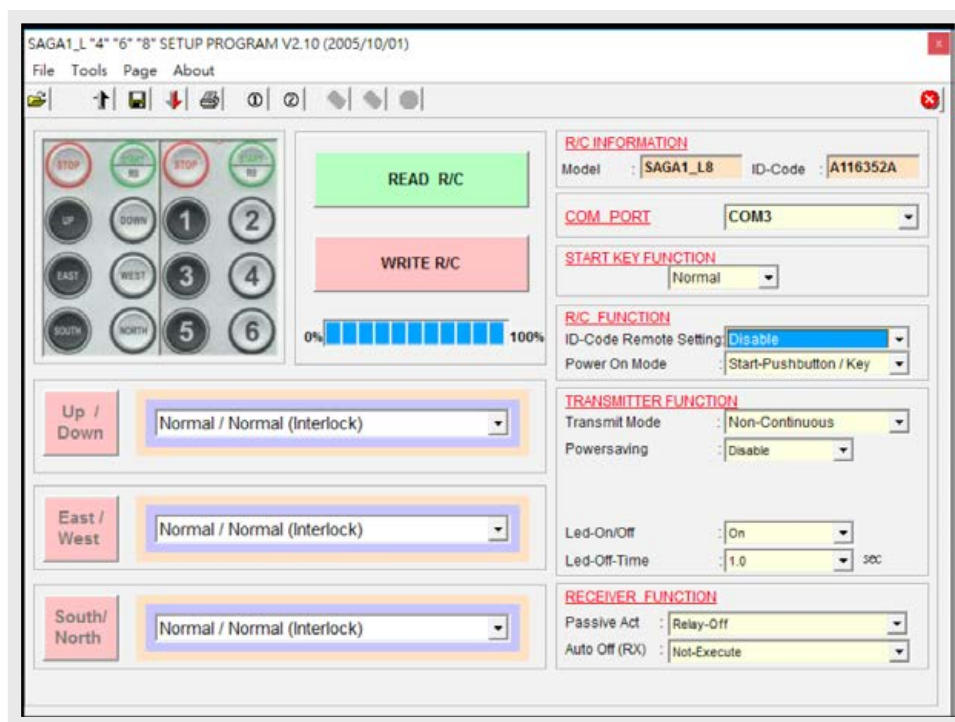 SAGA1_L "4" "6" "8" SETUP PROGRAM V2.10 (2005/10/01)
x
File Tools Page About
① ②
STOP START RS STOP START RS
UP DOWN 1 2
EAST WEST 3 4
SOUTH NORTH 5 6
READ R/C
WRITE R/C
0% 100%
Up / Down
Normal / Normal (Interlock)
East / West
Normal / Normal (Interlock)
South/ North
Normal / Normal (Interlock)
R/C INFORMATION
Model : SAGA1_L8 ID-Code : A116352A
COM PORT COM3
START KEY FUNCTION
Normal
R/C FUNCTION
ID-Code Remote Setting: Disable
Power On Mode : Start-Pushbutton / Key
TRANSMITTER FUNCTION
Transmit Mode : Non-Continuous
Powersaving : Disable
Led-On/Off : On
Led-Off-Time : 1.0 sec
RECEIVER FUNCTION
Passive Act : Relay-Off
Auto Off (RX) : Not-Execute